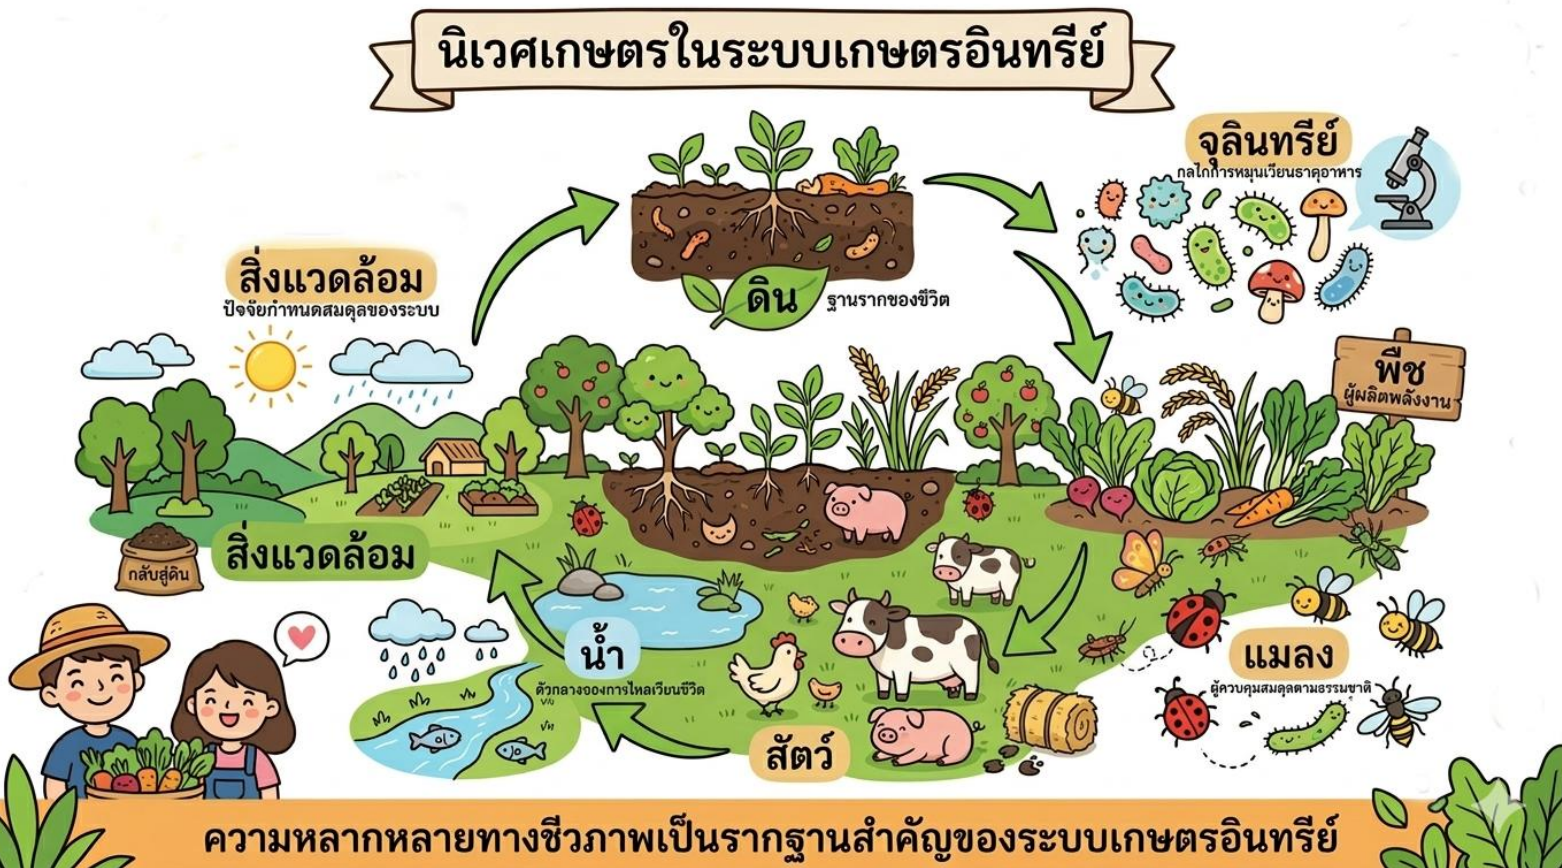 นิเวศเกษตรในระบบเกษตรอินทรีย์
จุลินทรีย์
กลไกการหมุนเวียนธาตุอาหาร
สิ่งแวดล้อม
ปัจจัยกำหนดสมดุลของระบบ
ดิน
ฐานรากของชีวิต
พืช
ผู้ผลิตพลังงาน
สิ่งแวดล้อม
กลับสู่ดิน
น้ำ
ตัวกลางของการไหลเวียนชีวิต
แมลง
ผู้ควบคุมสมดุลตามธรรมชาติ
สัตว์
ความหลากหลายทางชีวภาพเป็นรากฐานสำคัญของระบบเกษตรอินทรีย์